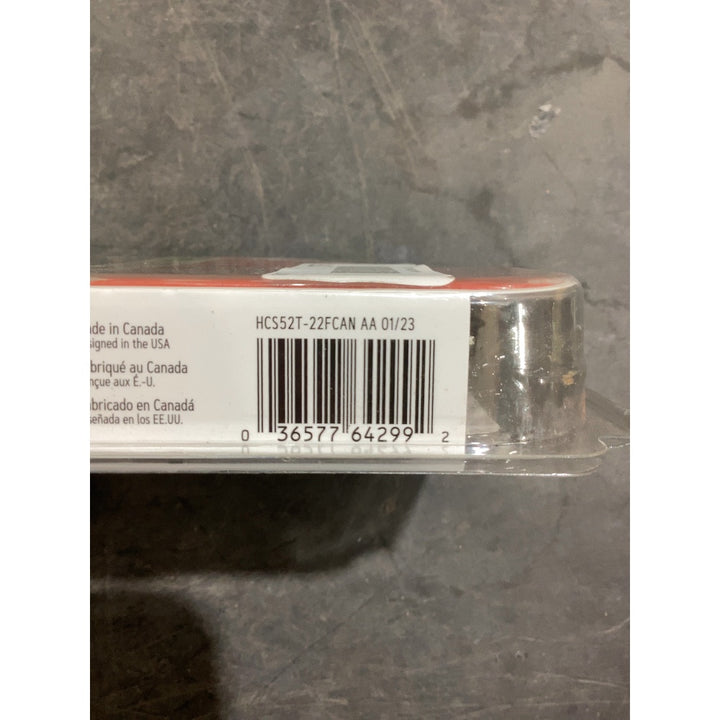 ade in Canada
signed in the USA
briqué au Canada
nçue aux É.-U.
abricado en Canadá
señada en los EE.UU.
HCS52T-22FCAN AA 01/23
0 36577 64299 2